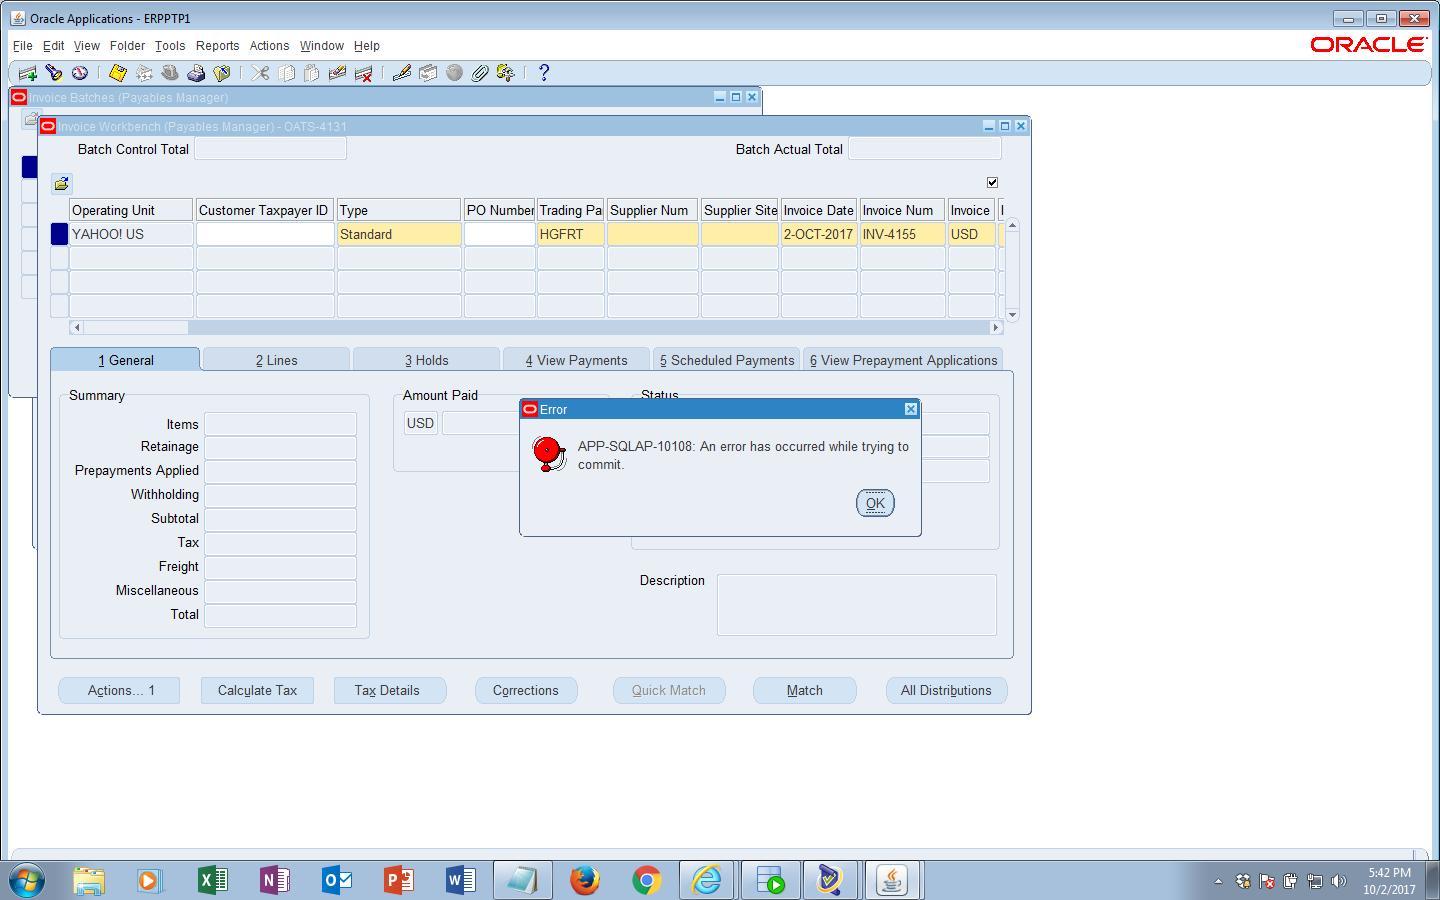 Oracle Applications - ERPPTP1
File Edit View Folder Tools Reports Actions Window Help
ORACLE
Invoice Batches (Payables Manager)
Invoice Workbench (Payables Manager) - OATS-4131
Batch Control Total
Batch Actual Total
Operating Unit Customer Taxpayer ID Type PO Number Trading Pa Supplier Num Supplier Site Invoice Date Invoice Num Invoice I
YAHOO! US Standard HGFRT 2-OCT-2017 INV-4155 USD
1 General 2 Lines 3 Holds 4 View Payments 5 Scheduled Payments 6 View Prepayment Applications
Summary
Items
Retainage
Prepayments Applied
Withholding
Subtotal
Tax
Freight
Miscellaneous
Total
Amount Paid
USD
Status
Error
APP-SQLAP-10108: An error has occurred while trying to
commit.
OK
Description
Actions... 1 Calculate Tax Tax Details Corrections Quick Match Match All Distributions
5:42 PM
10/2/2017